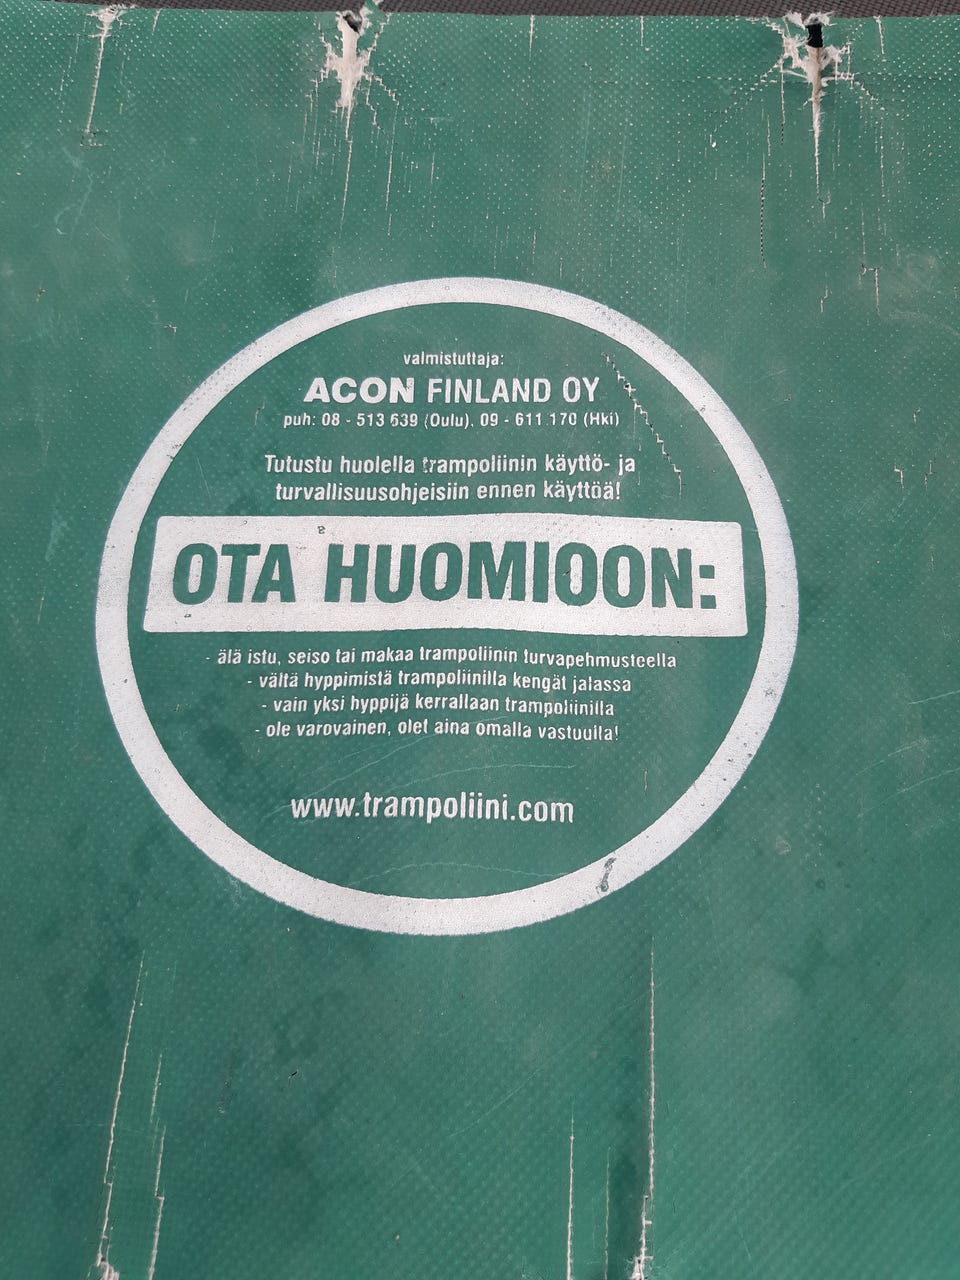 valmistuttaja:
ACON FINLAND OY
puh: 08 - 513 639 (Oulu), 09 - 611 170 (Hki)
Tutustu huolella trampoliinin käyttö- ja
turvallisuusohjeisiin ennen käyttöä!
OTA HUOMIOON:
- älä istu, seiso tai makaa trampoliinin turvapehmusteella
- vältä hyppimistä trampoliinilla kengät jalassa
- vain yksi hyppijä kerrallaan trampoliinilla
- ole varovainen, olet aina omalla vastuulla!
www.trampoliini.com